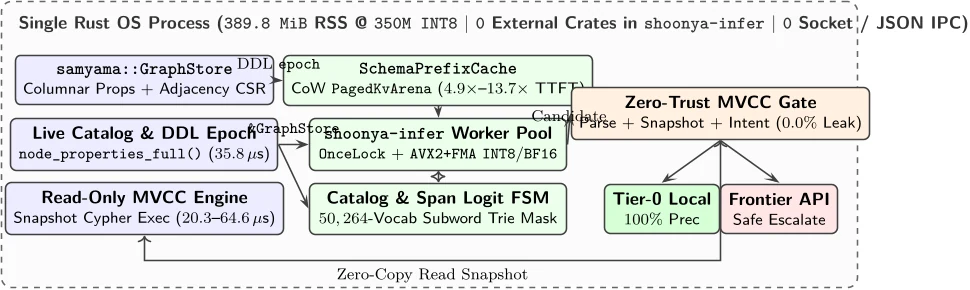 Single Rust OS Process (389.8 MiB RSS @ 350M INT8 | 0 External Crates in shoonya-infer | 0 Socket / JSON IPC)
samyama::GraphStore
Columnar Props + Adjacency CSR
DDL epoch
SchemaPrefixCache
CoW PagedKvArena (4.9×–13.7× TTFT)
Live Catalog & DDL Epoch
node_properties_full() (35.8 μs)
&GraphStore
shoonya-infer Worker Pool
OnceLock + AVX2+FMA INT8/BF16
Candidate
Zero-Trust MVCC Gate
Parse + Snapshot + Intent (0.0% Leak)
Read-Only MVCC Engine
Snapshot Cypher Exec (20.3–64.6 μs)
Catalog & Span Logit FSM
50,264-Vocab Subword Trie Mask
Tier-0 Local
100% Prec
Frontier API
Safe Escalate
Zero-Copy Read Snapshot